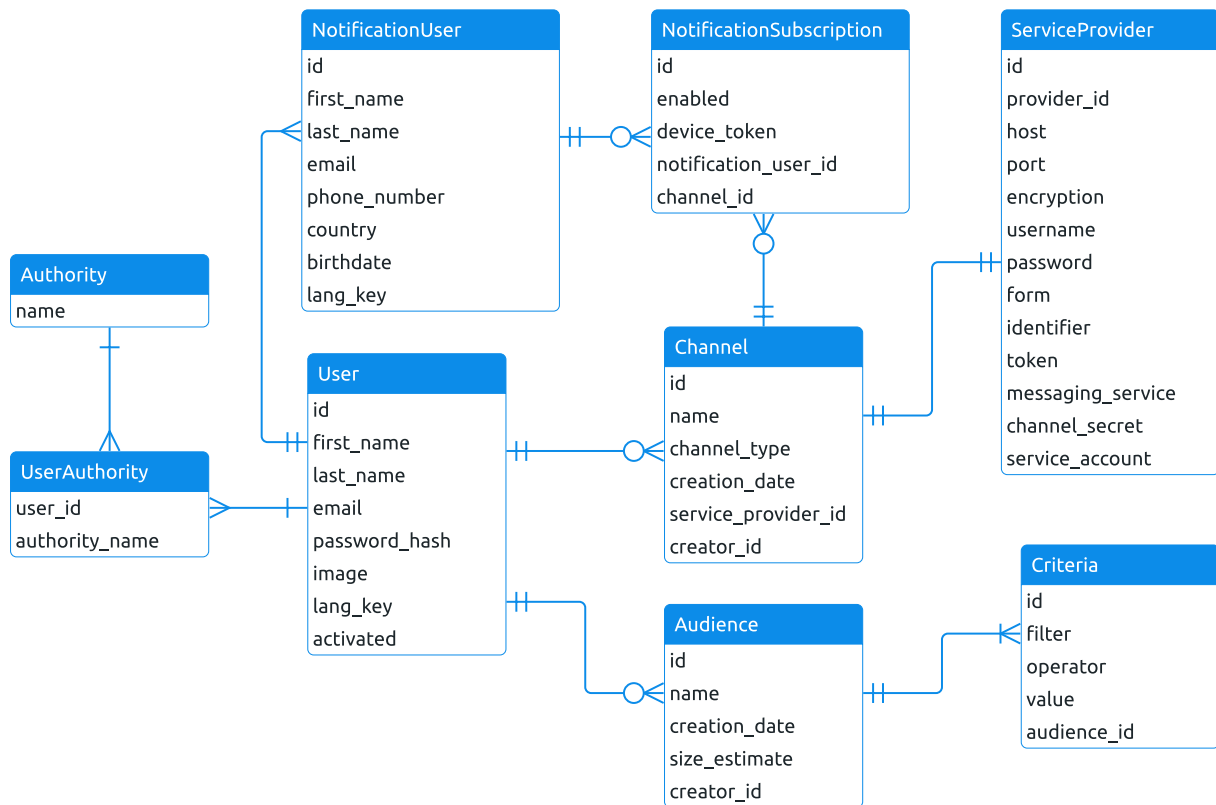 NotificationUser
id
first_name
last_name
email
phone_number
country
birthdate
lang_key
NotificationSubscription
id
enabled
device_token
notification_user_id
channel_id
ServiceProvider
id
provider_id
host
port
encryption
username
password
form
identifier
token
messaging_service
channel_secret
service_account
Authority
name
User
id
first_name
last_name
email
password_hash
image
lang_key
activated
Channel
id
name
channel_type
creation_date
service_provider_id
creator_id
UserAuthority
user_id
authority_name
Audience
id
name
creation_date
size_estimate
creator_id
Criteria
id
filter
operator
value
audience_id